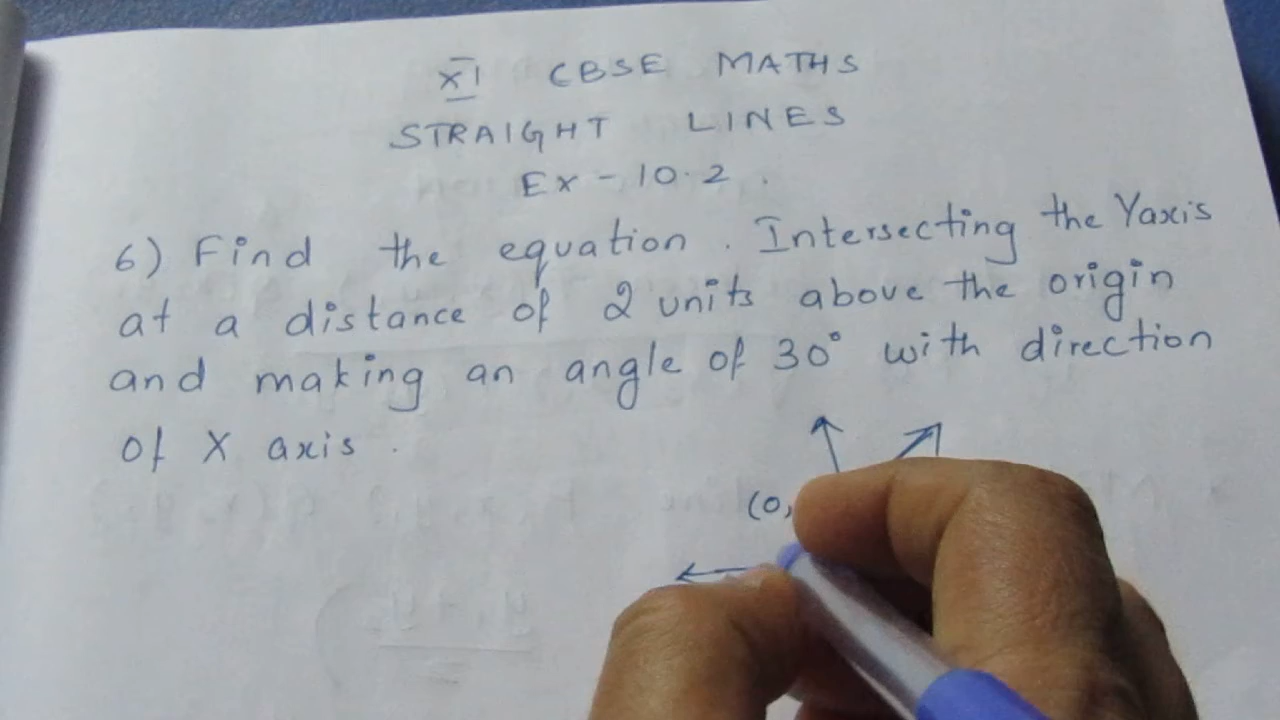 XI CBSE MATHS
STRAIGHT LINES
Ex - 10.2.
6) Find the equation. Intersecting the Yaxis
at a distance of 2 units above the origin
and making an angle of 30° with direction
of X axis.
(0,